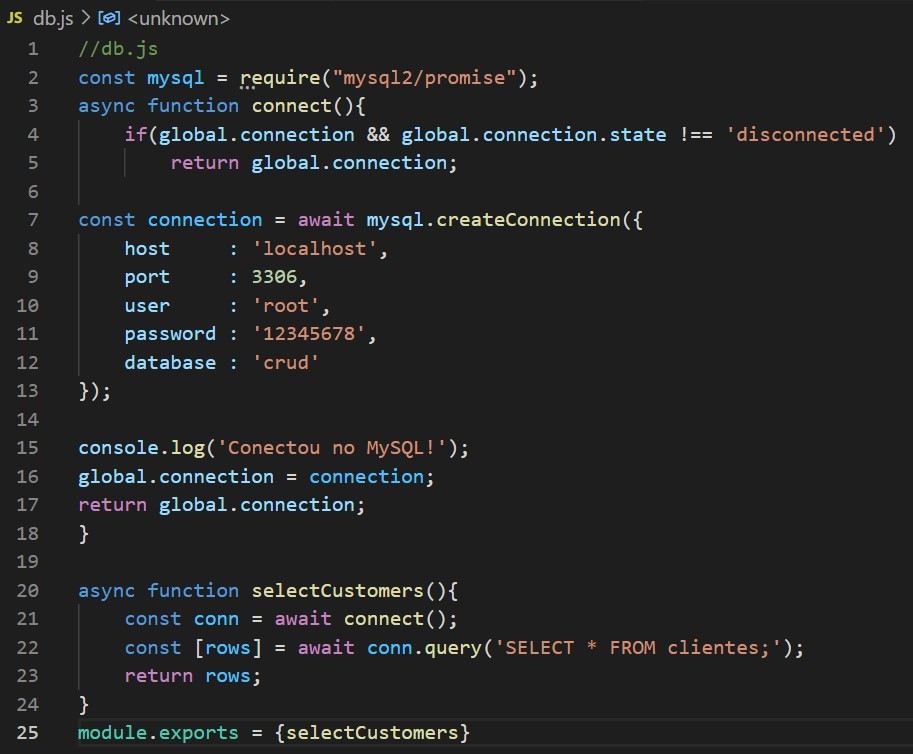 JS db.js > <unknown>
1 //db.js
2 const mysql = require("mysql2/promise");
3 async function connect(){
4     if(global.connection && global.connection.state !== 'disconnected')
5         return global.connection;
6
7 const connection = await mysql.createConnection({
8     host     : 'localhost',
9     port     : 3306,
10     user     : 'root',
11     password : '12345678',
12     database : 'crud'
13 });
14
15 console.log('Conectou no MySQL!');
16 global.connection = connection;
17 return global.connection;
18 }
19
20 async function selectCustomers(){
21     const conn = await connect();
22     const [rows] = await conn.query('SELECT * FROM clientes;');
23     return rows;
24 }
25 module.exports = {selectCustomers}